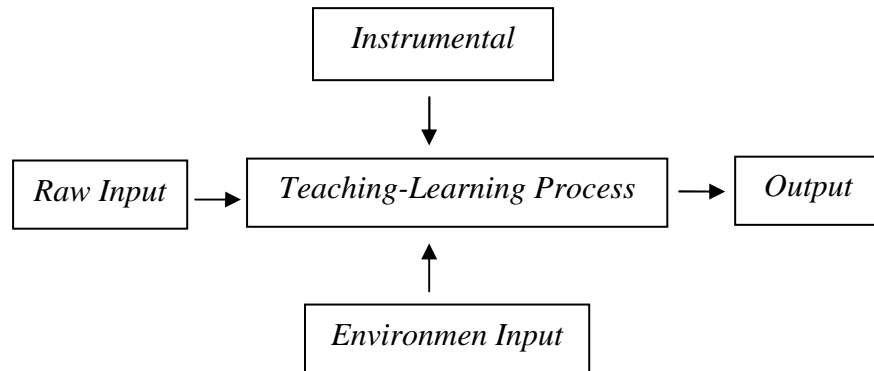 Instrumental
Raw Input
Teaching-Learning Process
Output
Environmen Input